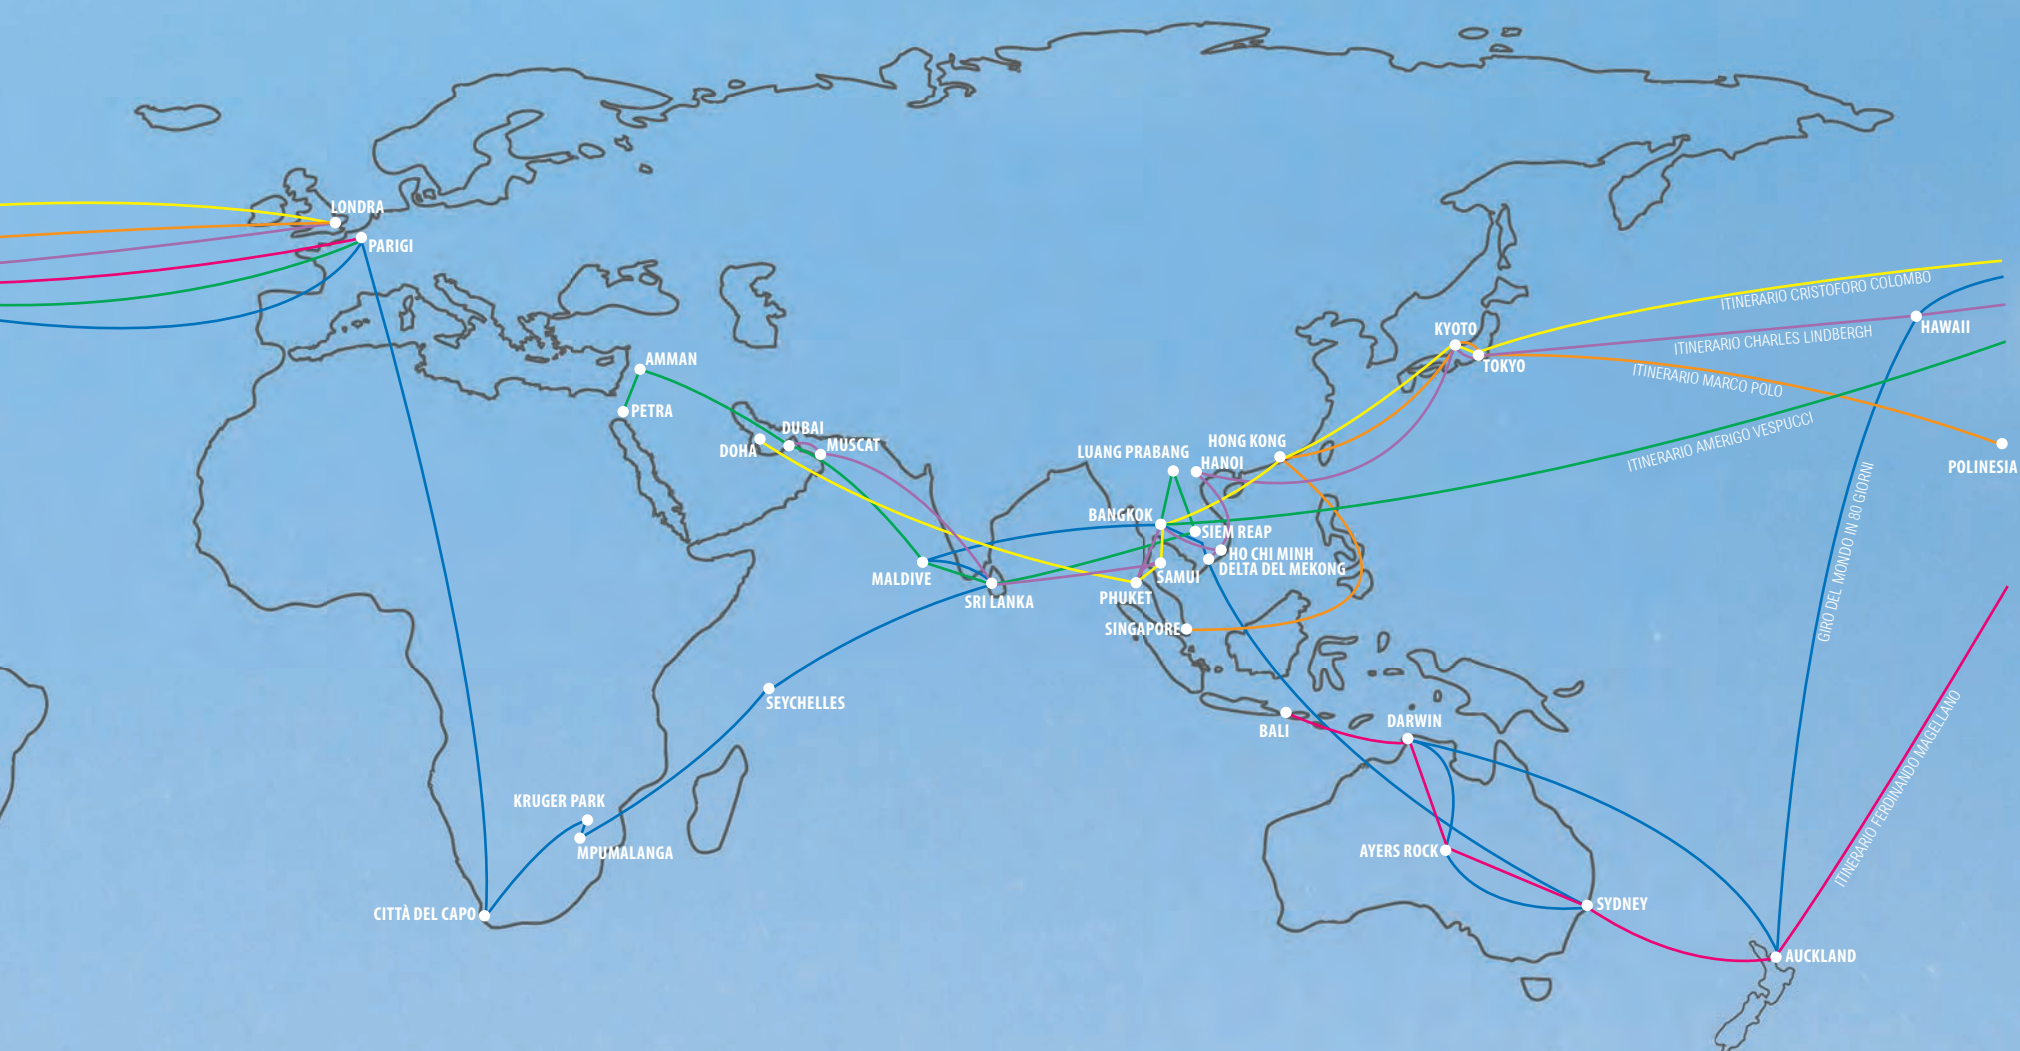 LONDRA
PARIGI
ITINERARIO CRISTOFORO COLOMBO
HAWAII
KYOTO
ITINERARIO CHARLES LINDBERGH
TOKYO
AMMAN
ITINERARIO MARCO POLO
PETRA
DUBAI
DOHA
MUSCAT
HONG KONG
LUANG PRABANG
HANOI
ITINERARIO AMERIGO VESPUCCI
POLINESIA
BANGKOK
SIEM REAP
HO CHI MINH
DELTA DEL MEKONG
MALDIVE
SAMUI
SRI LANKA
PHUKET
GIRO DEL MONDO IN 80 GIORNI
SINGAPORE
SEYCHELLES
BALI
DARWIN
ITINERARIO FERDINANDO MAGELLANO
KRUGER PARK
MPUMALANGA
AYERS ROCK
SYDNEY
CITTÀ DEL CAPO
AUCKLAND